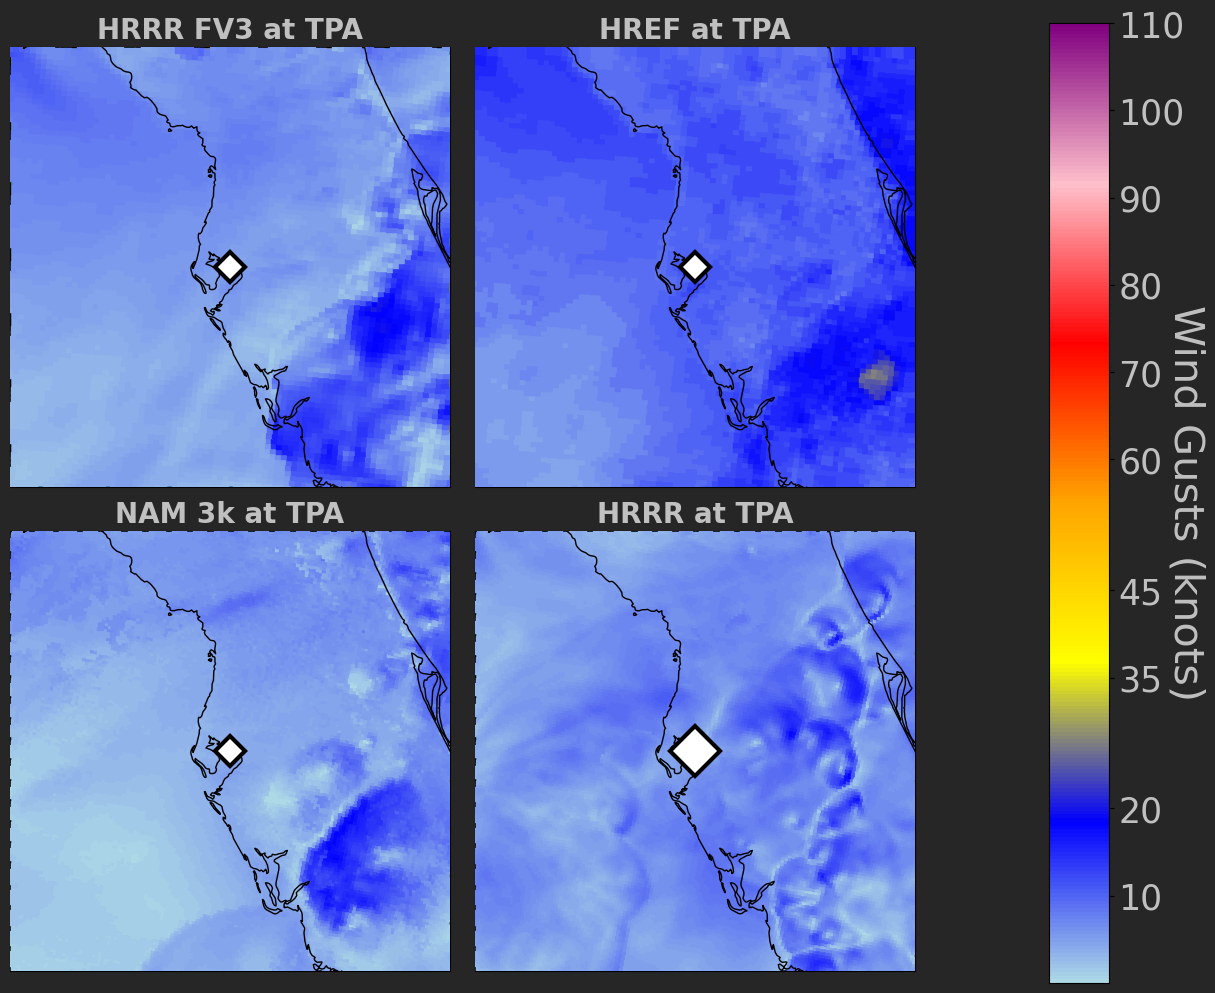 HRRR FV3 at TPA
HREF at TPA
NAM 3k at TPA
HRRR at TPA
110
100
90
80
70
60
45
35
20
10
Wind Gusts (knots)